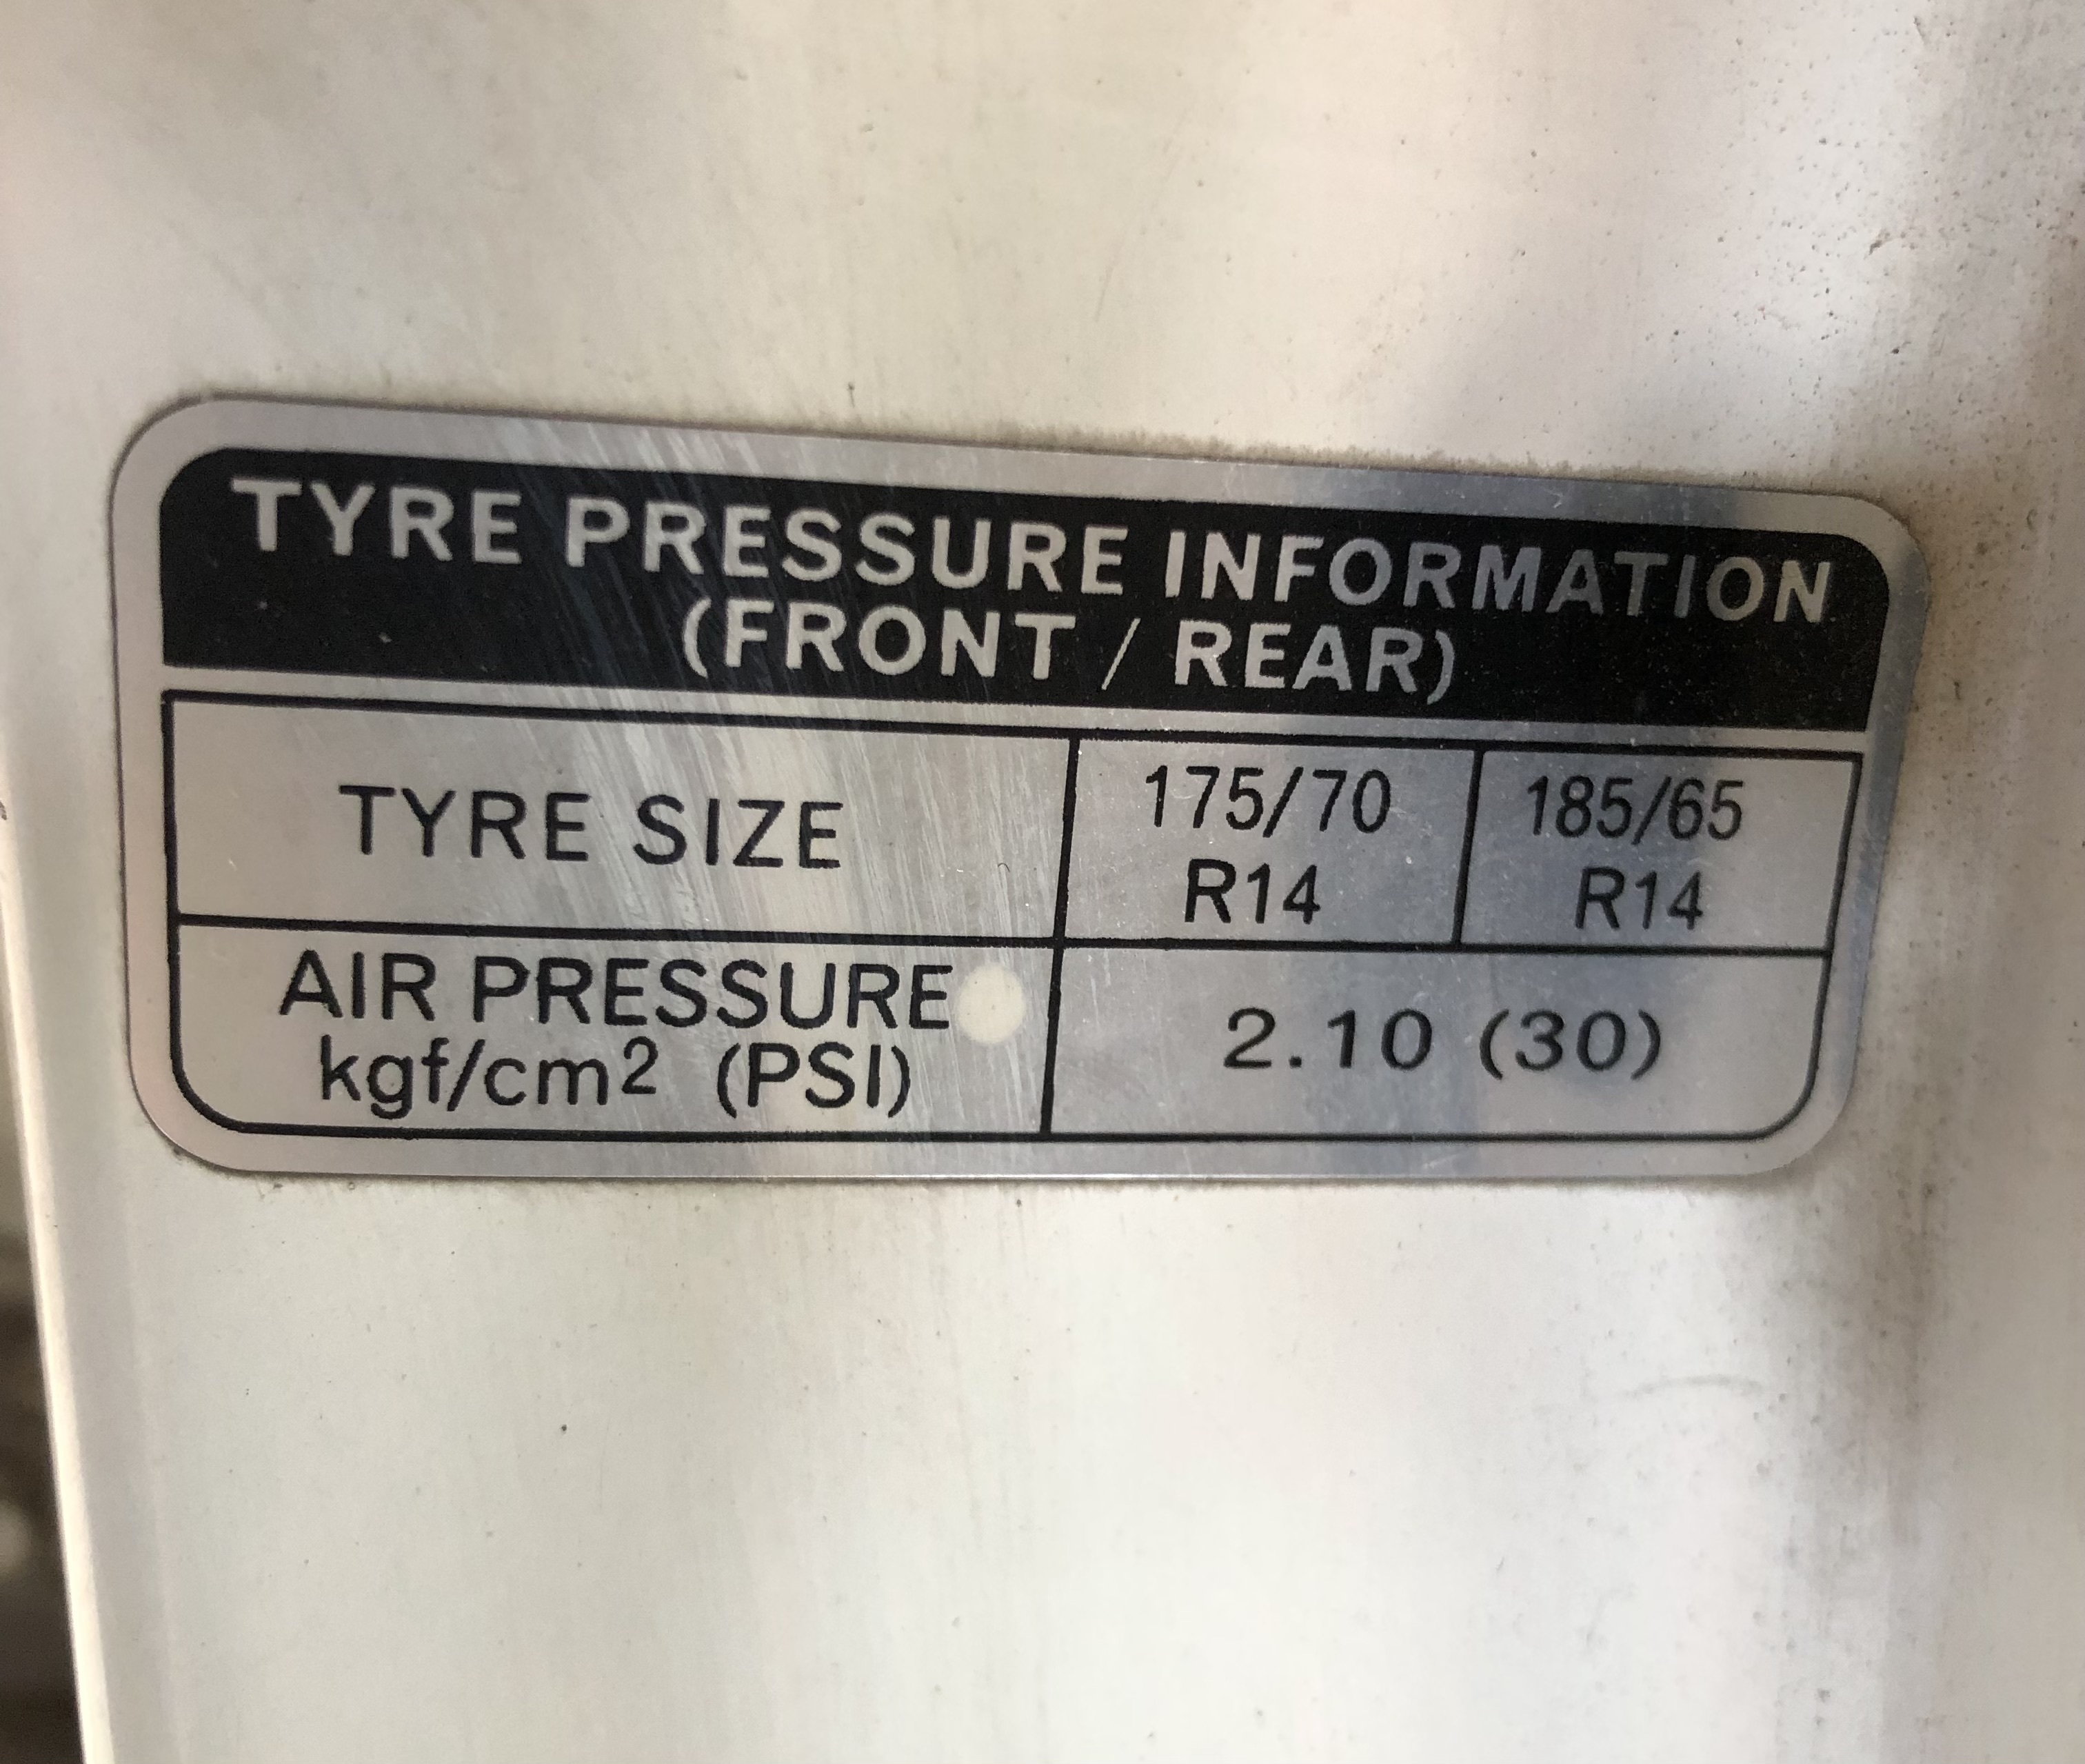 TYRE PRESSURE INFORMATION
(FRONT / REAR)
TYRE SIZE
175/70
R14
185/65
R14
AIR PRESSURE
kgf/cm2 (PSI)
2.10 (30)